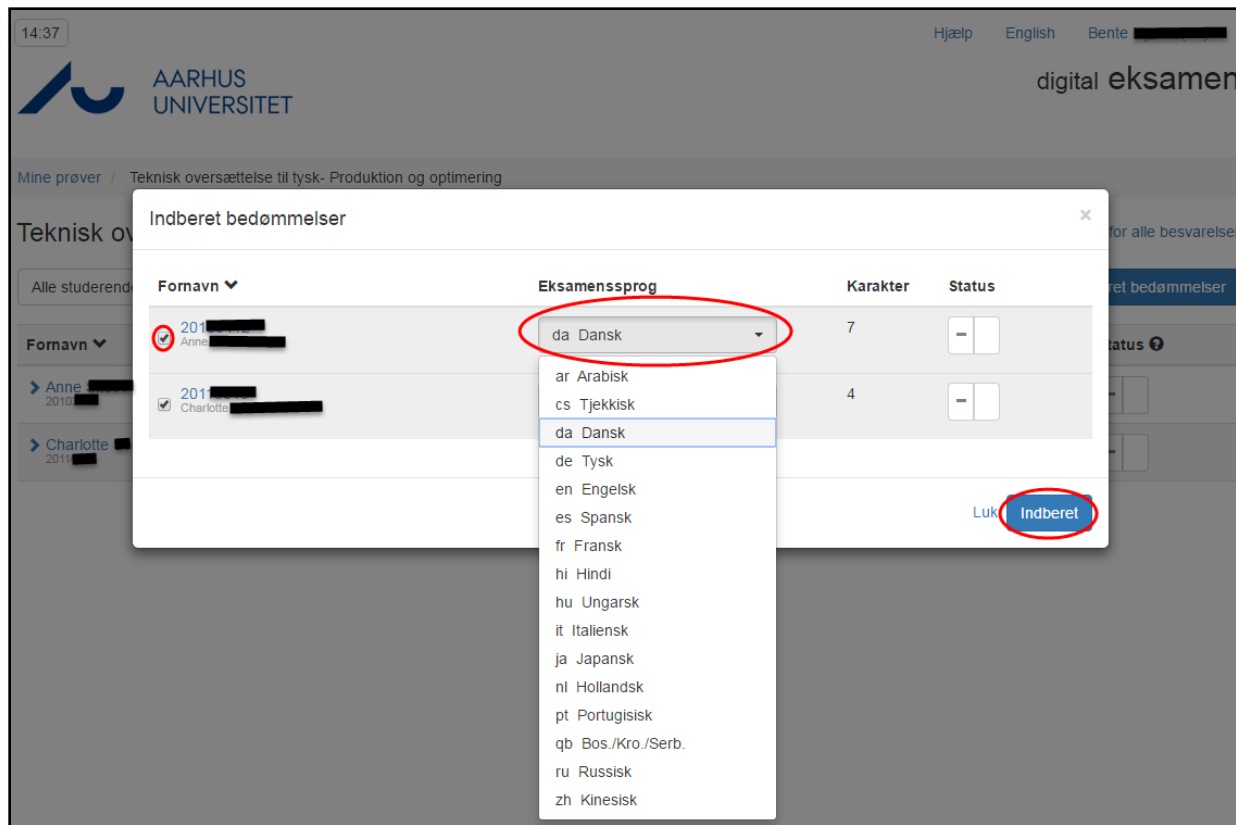 14:37
Hjælp English Bente
AARHUS
UNIVERSITET
digital eksamen
Mine prøver / Teknisk oversættelse til tysk- Produktion og optimering
Indberet bedømmelser ×
Teknisk ov for alle besvarelser
Alle studerend ret bedømmelser
Fornavn Eksamenssprog Karakter Status
201 da Dansk 7
Anne
Fornavn tatus
ar Arabisk
Anne
2010
201 cs Tjekkisk 4
Charlotte
da Dansk
Charlotte
2011
de Tysk
en Engelsk
es Spansk
Luk Indberet
fr Fransk
hi Hindi
hu Ungarsk
it Italiensk
ja Japansk
nl Hollandsk
pt Portugisisk
qb Bos./Kro./Serb.
ru Russisk
zh Kinesisk